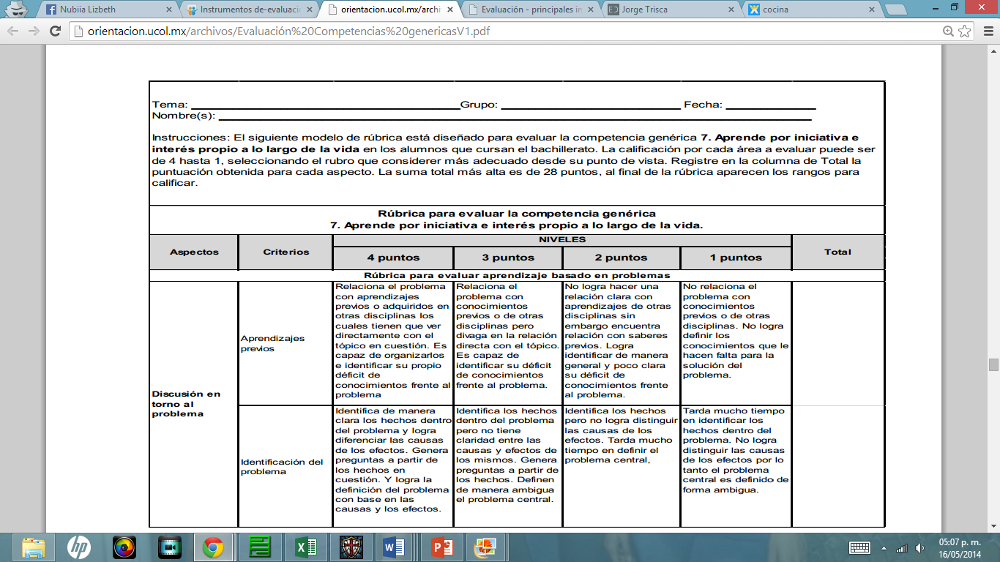 Nubiia Lizbeth
Instrumentos de-evaluaci
orientacion.ucol.mx/archi
Evaluación - principales in
Jorge Trisca
cocina
orientacion.ucol.mx/archivos/Evaluación%20Competencias%20genericasV1.pdf
Tema: Grupo: Fecha:
Nombre(s):
Instrucciones: El siguiente modelo de rúbrica está diseñado para evaluar la competencia genérica 7. Aprende por iniciativa e
interés propio a lo largo de la vida en los alumnos que cursan el bachillerato. La calificación por cada área a evaluar puede ser
de 4 hasta 1, seleccionando el rubro que considerer más adecuado desde su punto de vista. Registre en la columna de Total la
puntuación obtenida para cada aspecto. La suma total más alta es de 28 puntos, al final de la rúbrica aparecen los rangos para
calificar.
Rúbrica para evaluar la competencia genérica
7. Aprende por iniciativa e interés propio a lo largo de la vida.
Aspectos
Criterios
NIVELES
4 puntos
3 puntos
2 puntos
1 puntos
Total
Rúbrica para evaluar aprendizaje basado en problemas
Discusión en
torno al
problema
Aprendizajes
previos
Relaciona el problema
con aprendizajes
previos o adquiridos en
otras disciplinas los
cuales tienen que ver
directamente con el
tópico en cuestión. Es
capaz de organizarlos
e identificar su propio
déficit de
conocimientos frente al
problema
Relaciona el
problema con
conocimientos
previos o de otras
disciplinas pero
divaga en la relación
directa con el tópico.
Es capaz de
identificar su déficit
de conocimientos
frente al problema.
No logra hacer una
relación clara con
aprendizajes de otras
disciplinas sin
embargo encuentra
relación con saberes
previos. Logra
identificar de manera
general y poco clara
su déficit de
conocimientos frente
al problema.
No relaciona el
problema con
conocimientos
previos o de otras
disciplinas. No logra
definir los
conocimientos que le
hacen falta para la
solución del
problema.
Identificación del
problema
Identifica de manera
clara los hechos dentro
del problema y logra
diferenciar las causas
de los efectos. Genera
preguntas a partir de
los hechos en
cuestión. Y logra la
definición del problema
con base en las
causas y los efectos.
Identifica los hechos
dentro del problema
pero no tiene
claridad entre las
causas y efectos de
los mismos. Genera
preguntas a partir de
los hechos. Definen
de manera ambigua
el problema central.
Identifica los hechos
pero no logra distinguir
las causas de los
efectos. Tarda mucho
tiempo en definir el
problema central,
Tarda mucho tiempo
en identificar los
hechos dentro del
problema. No logra
distinguir las causas
de los efectos por lo
tanto el problema
central es definido de
forma ambigua.
05:07 p. m.
16/05/2014